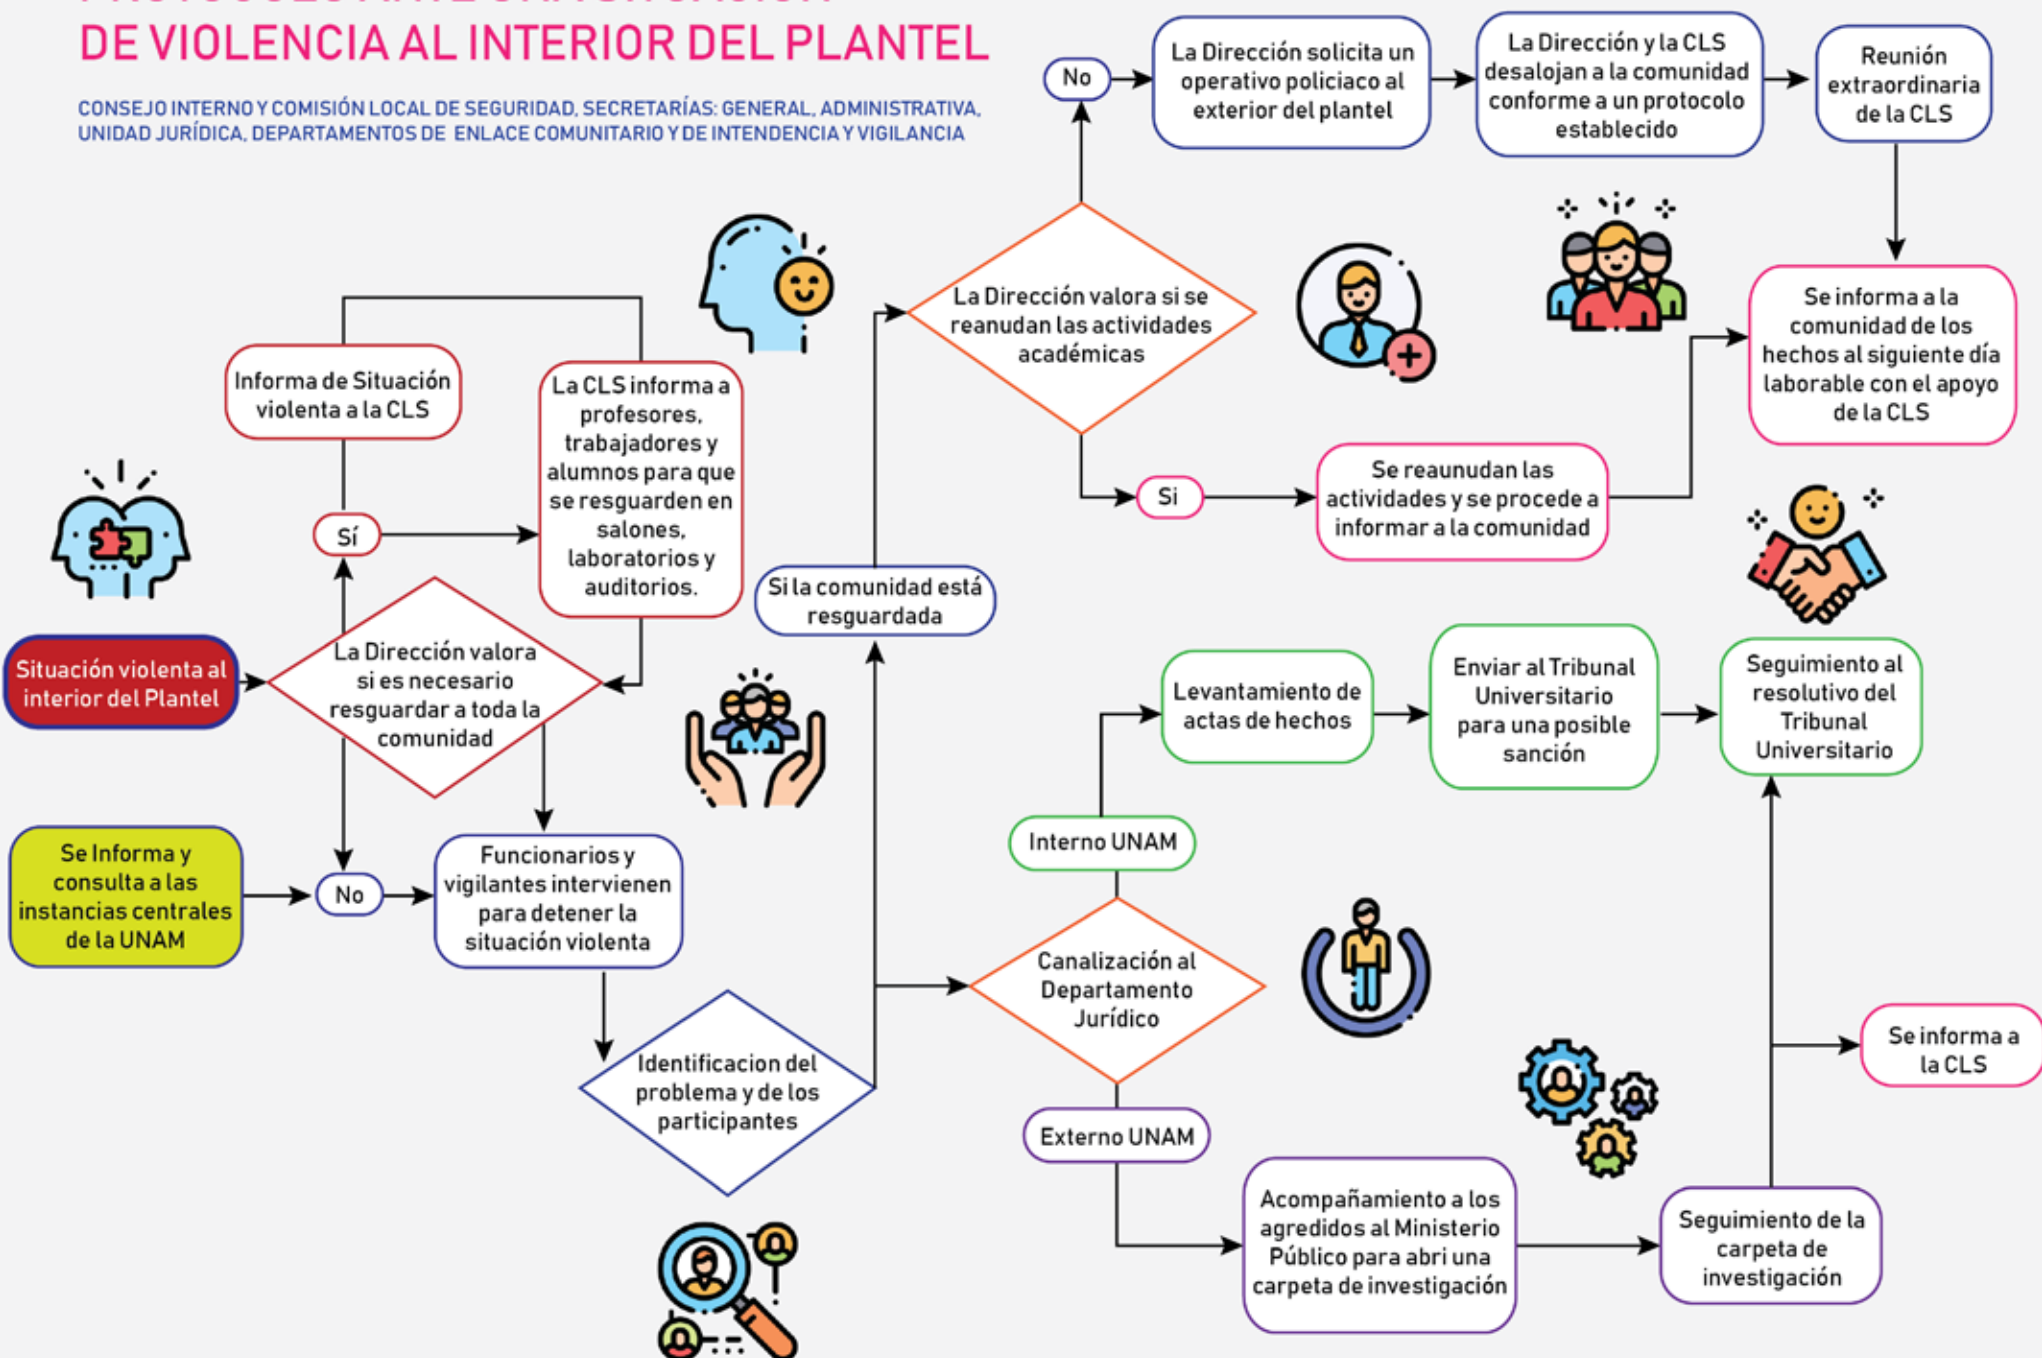 DE VIOLENCIA AL INTERIOR DEL PLANTEL
CONSEJO INTERNO Y COMISIÓN LOCAL DE SEGURIDAD, SECRETARÍAS: GENERAL, ADMINISTRATIVA,
UNIDAD JURÍDICA, DEPARTAMENTOS DE ENLACE COMUNITARIO Y DE INTENDENCIA Y VIGILANCIA
No
La Dirección solicita un
operativo policiaco al
exterior del plantel
La Dirección y la CLS
desalojan a la comunidad
conforme a un protocolo
establecido
Reunión
extraordinaria
de la CLS
La Dirección valora si se
reanudan las actividades
académicas
Se informa a la
comunidad de los
hechos al siguiente día
laborable con el apoyo
de la CLS
Informa de Situación
violenta a la CLS
La CLS informa a
profesores,
trabajadores y
alumnos para que
se resguarden en
salones,
laboratorios y
auditorios.
Sí
Si
Se reaunudan las
actividades y se procede a
informar a la comunidad
Si la comunidad está
resguardada
Situación violenta al
interior del Plantel
La Dirección valora
si es necesario
resguardar a toda la
comunidad
Levantamiento de
actas de hechos
Enviar al Tribunal
Universitario
para una posible
sanción
Seguimiento al
resolutivo del
Tribunal
Universitario
Se Informa y
consulta a las
instancias centrales
de la UNAM
No
Funcionarios y
vigilantes intervienen
para detener la
situación violenta
Interno UNAM
Canalización al
Departamento
Jurídico
Identificacion del
problema y de los
participantes
Se informa a
la CLS
Externo UNAM
Acompañamiento a los
agredidos al Ministerio
Público para abri una
carpeta de investigación
Seguimiento de la
carpeta de
investigación